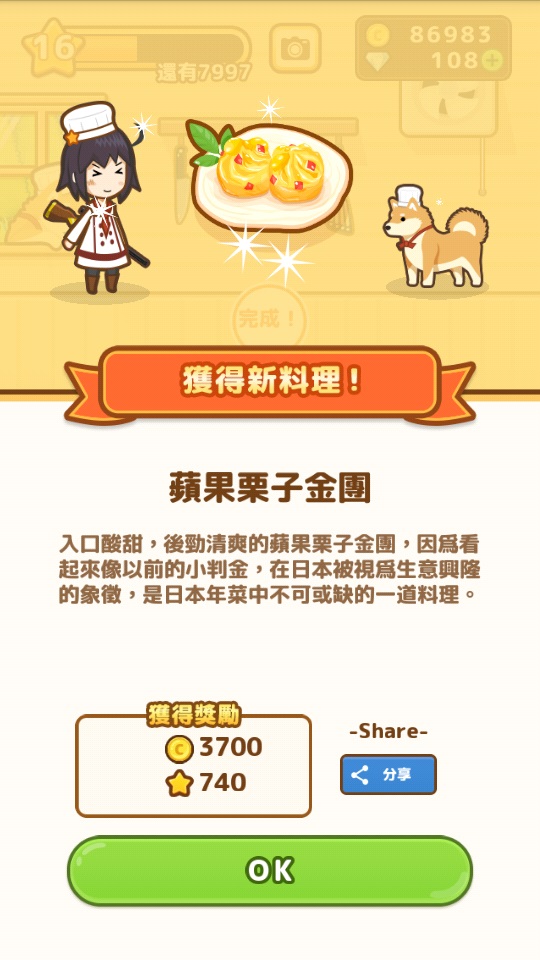 16
還有7997
86983
108
完成！
獲得新料理！
蘋果栗子金團
入口酸甜，後勁清爽的蘋果栗子金團，因爲看
起來像以前的小判金，在日本被視爲生意興隆
的象徵，是日本年菜中不可或缺的一道料理。
獲得獎勵
C 3700
740
-Share-
分享
OK